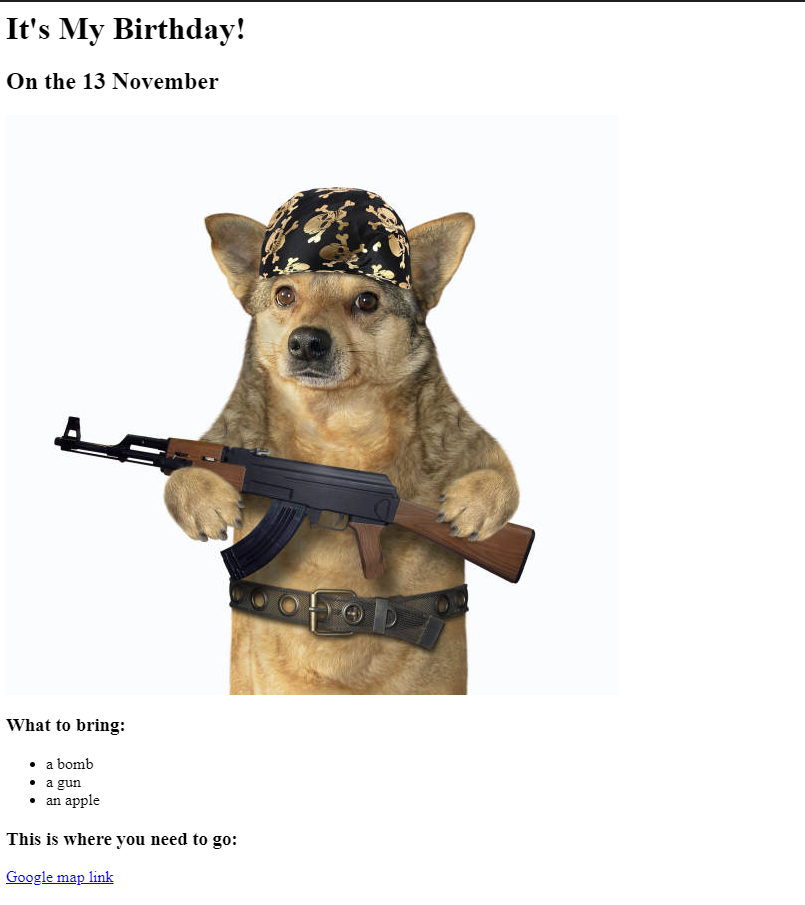 It's My Birthday!
On the 13 November
What to bring:
a bomb
a gun
an apple
This is where you need to go:
Google map link